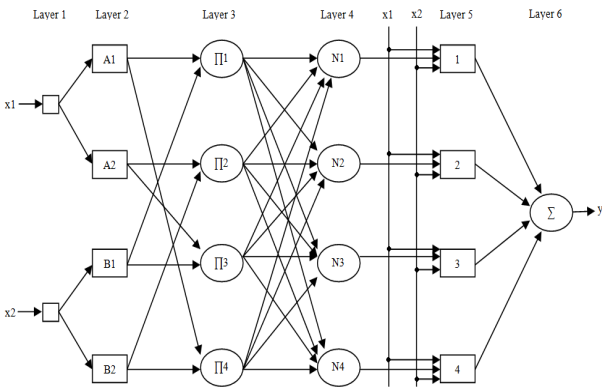 Layer 1 Layer 2 Layer 3 Layer 4 x1 x2 Layer 5 Layer 6
A1 ∏1 N1 1
x1
A2 ∏2 N2 2
∑ y
B1 ∏3 N3 3
x2
B2 ∏4 N4 4